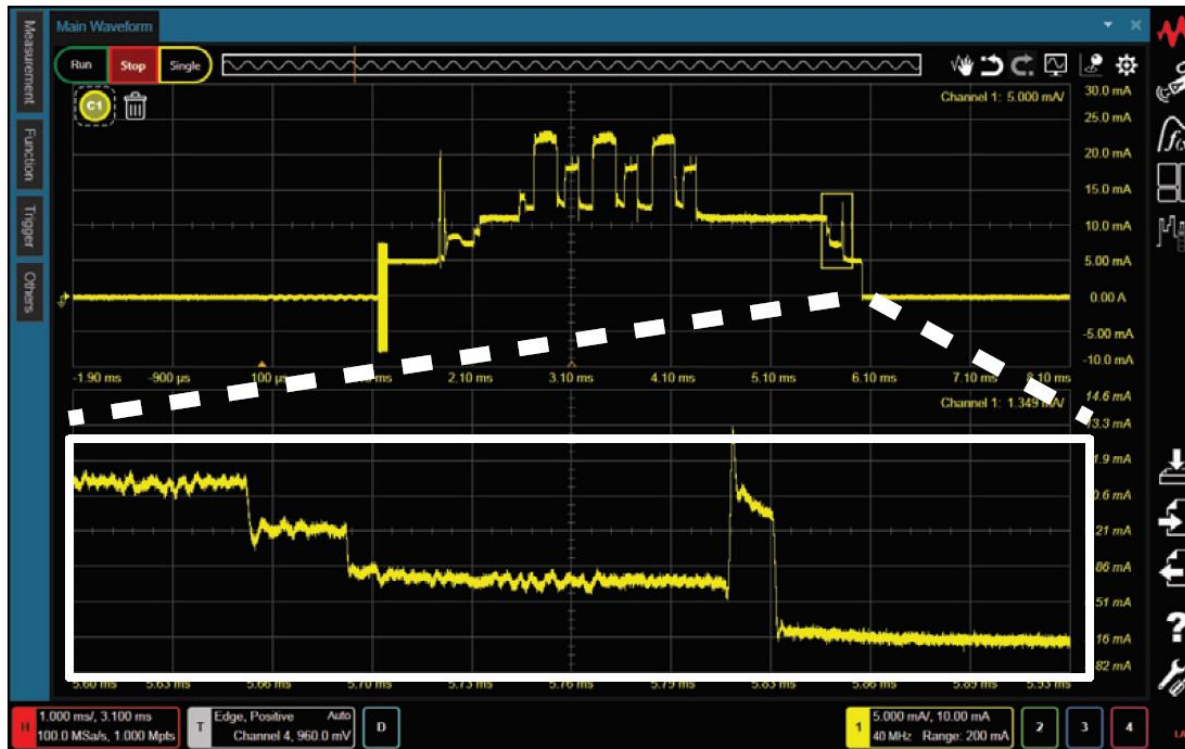 Main Waveform
Measurement
Function
Trigger
Others
Run
Stop
Single
C1
Channel 1: 5.000 mA/
30.0 mA
25.0 mA
20.0 mA
15.0 mA
10.0 mA
5.00 mA
0.00 A
-5.00 mA
-10.0 mA
-1.90 ms -900 µs 100 µs 2.10 ms 3.10 ms 4.10 ms 5.10 ms 6.10 ms 7.10 ms 8.10 ms
14.6 mA
Channel 1: 1.349 mA/
5.60 ms 5.63 ms 5.66 ms 5.70 ms 5.73 ms 5.76 ms 5.79 ms 5.83 ms 5.86 ms 5.89 ms 5.93 ms
H
1.000 ms/, 3.100 ms
100.0 MSa/s, 1.000 Mpts
T
Edge, Positive Auto
Channel 4, 960.0 mV
D
1
5.000 mA/, 10.00 mA
40 MHz Range: 200 mA
2
3
4
?